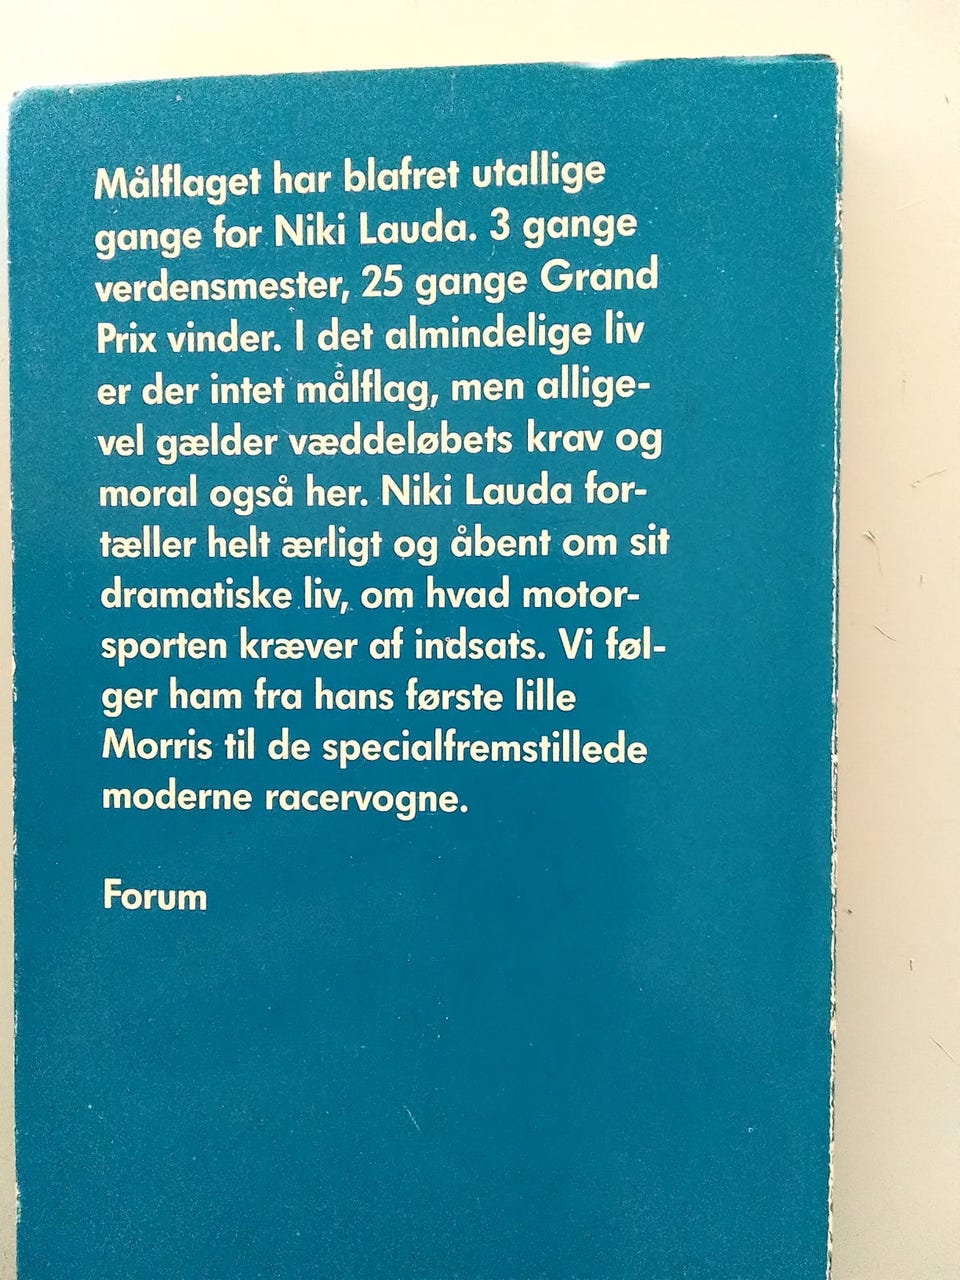 Målflaget har blafret utallige
gange for Niki Lauda. 3 gange
verdensmester, 25 gange Grand
Prix vinder. I det almindelige liv
er der intet målflag, men allige-
vel gælder væddeløbets krav og
moral også her. Niki Lauda for-
tæller helt ærligt og åbent om sit
dramatiske liv, om hvad motor-
sporten kræver af indsats. Vi føl-
ger ham fra hans første lille
Morris til de specialfremstillede
moderne racervogne.
Forum